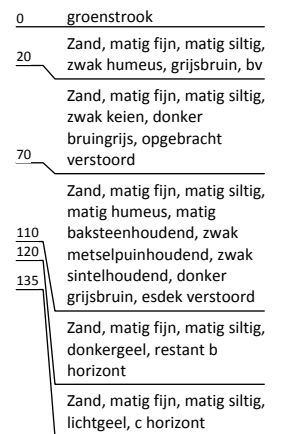 0 groenstrook
Zand, matig fijn, matig siltig,
20 zwak humeus, grijsbruin, bv
Zand, matig fijn, matig siltig,
zwak keien, donker
bruingrijs, opgebracht
70 verstoord
Zand, matig fijn, matig siltig,
matig humeus, matig
110 baksteenhoudend, zwak
120 metselpuinhoudend, zwak
135 sintelhoudend, donker
grijsbruin, esdek verstoord
Zand, matig fijn, matig siltig,
donkergeel, restant b
horizont
Zand, matig fijn, matig siltig,
lichtgeel, c horizont